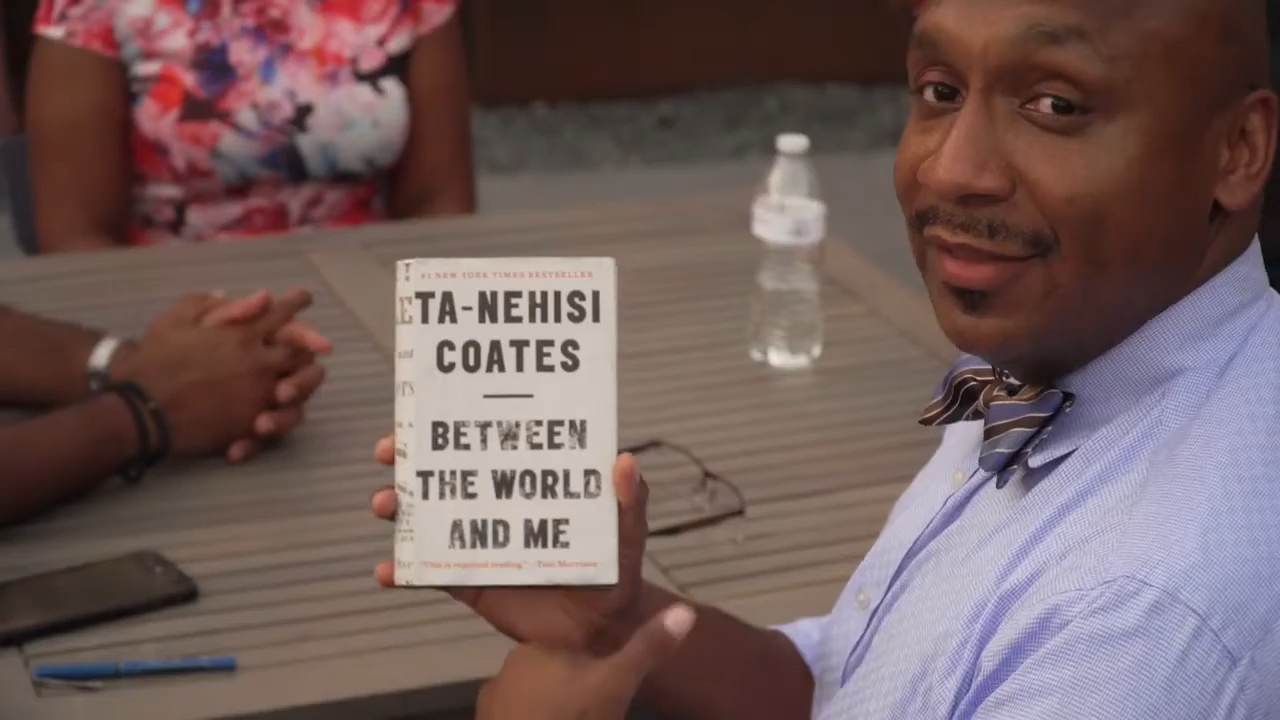 #1 NEW YORK TIMES BESTSELLER
TA-NEHISI
COATES
BETWEEN
THE WORLD
AND ME
"This is required reading." —Toni Morrison